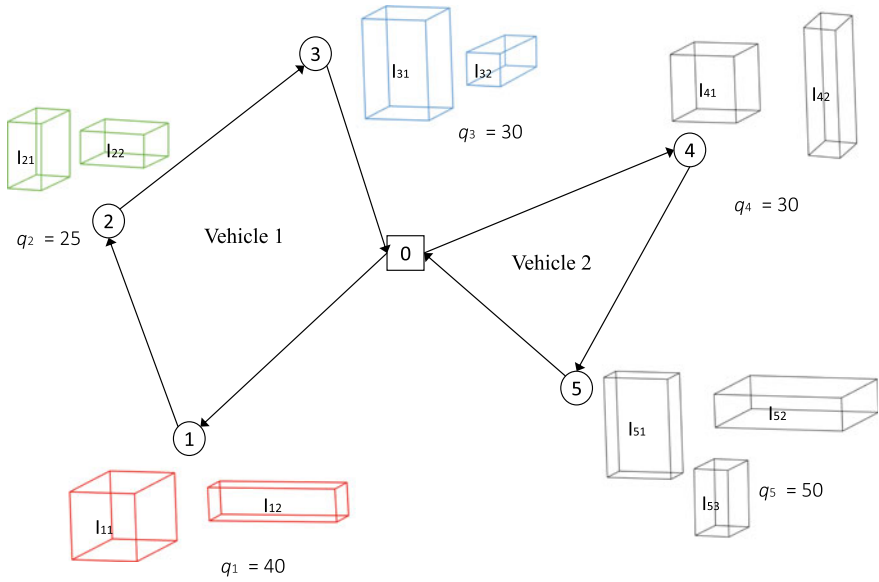 3
I31
I32
q3 = 30
I41
I42
4
q4 = 30
I21
I22
2
q2 = 25
Vehicle 1
0
Vehicle 2
5
I51
I52
I53
q5 = 50
1
I11
I12
q1 = 40